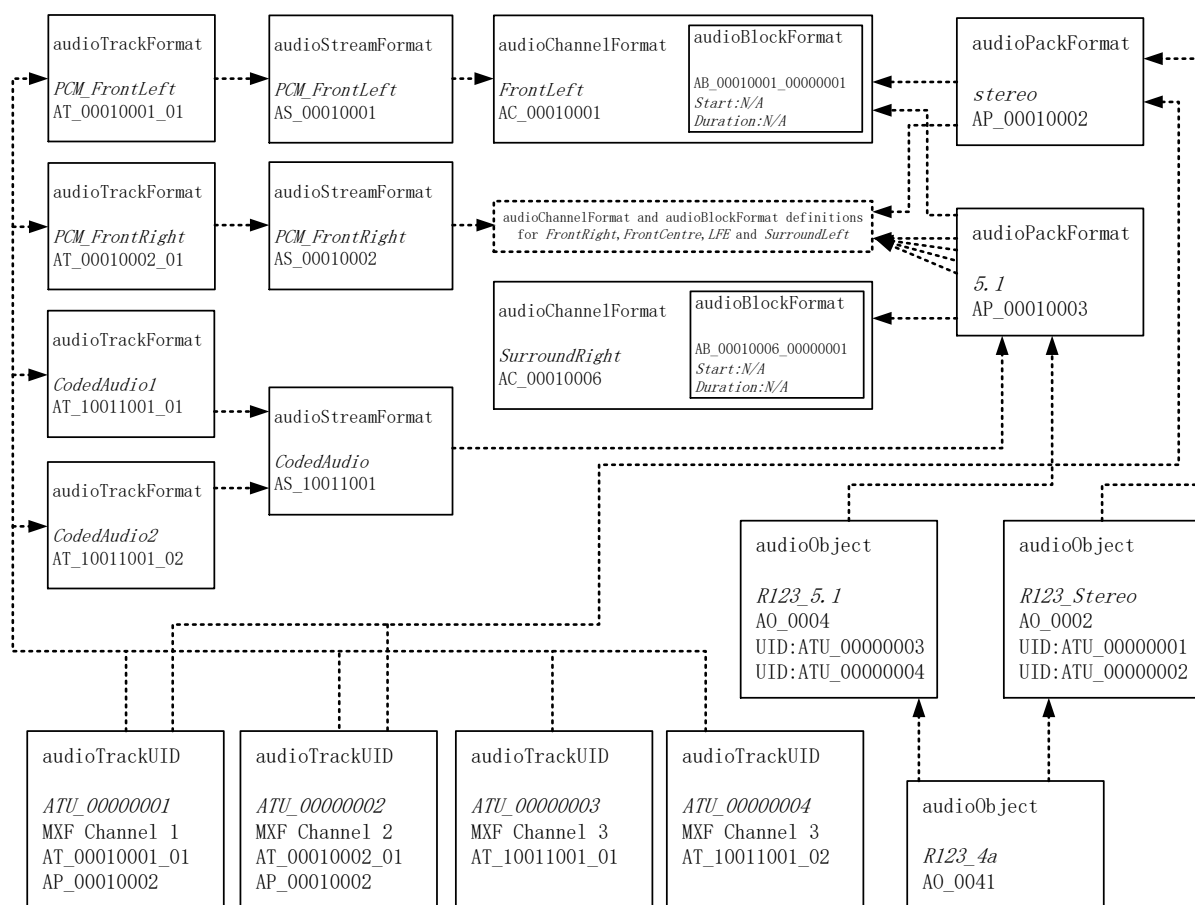 audioTrackFormat
PCM_FrontLeft
AT_00010001_01
audioStreamFormat
PCM_FrontLeft
AS_00010001
audioChannelFormat
FrontLeft
AC_00010001
audioBlockFormat
AB_00010001_00000001
Start:N/A
Duration:N/A
audioPackFormat
stereo
AP_00010002
audioTrackFormat
PCM_FrontRight
AT_00010002_01
audioStreamFormat
PCM_FrontRight
AS_00010002
audioChannelFormat and audioBlockFormat definitions
for FrontRight,FrontCentre,LFE and SurroundLeft
audioPackFormat
5.1
AP_00010003
audioChannelFormat
SurroundRight
AC_00010006
audioBlockFormat
AB_00010006_00000001
Start:N/A
Duration:N/A
audioTrackFormat
CodedAudio1
AT_10011001_01
audioStreamFormat
CodedAudio
AS_10011001
audioTrackFormat
CodedAudio2
AT_10011001_02
audioObject
R123_5.1
AO_0004
UID:ATU_00000003
UID:ATU_00000004
audioObject
R123_Stereo
AO_0002
UID:ATU_00000001
UID:ATU_00000002
audioTrackUID
ATU_00000001
MXF Channel 1
AT_00010001_01
AP_00010002
audioTrackUID
ATU_00000002
MXF Channel 2
AT_00010002_01
AP_00010002
audioTrackUID
ATU_00000003
MXF Channel 3
AT_10011001_01
audioTrackUID
ATU_00000004
MXF Channel 3
AT_10011001_02
audioObject
R123_4a
AO_0041